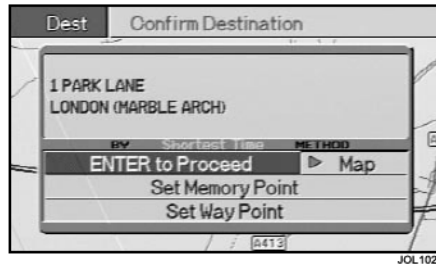 Dest Confirm Destination
1 PARK LANE
LONDON (MARBLE ARCH)
BY Shortest Time METHOD
ENTER to Proceed Map
Set Memory Point
Set Way Point
A413
JOL102